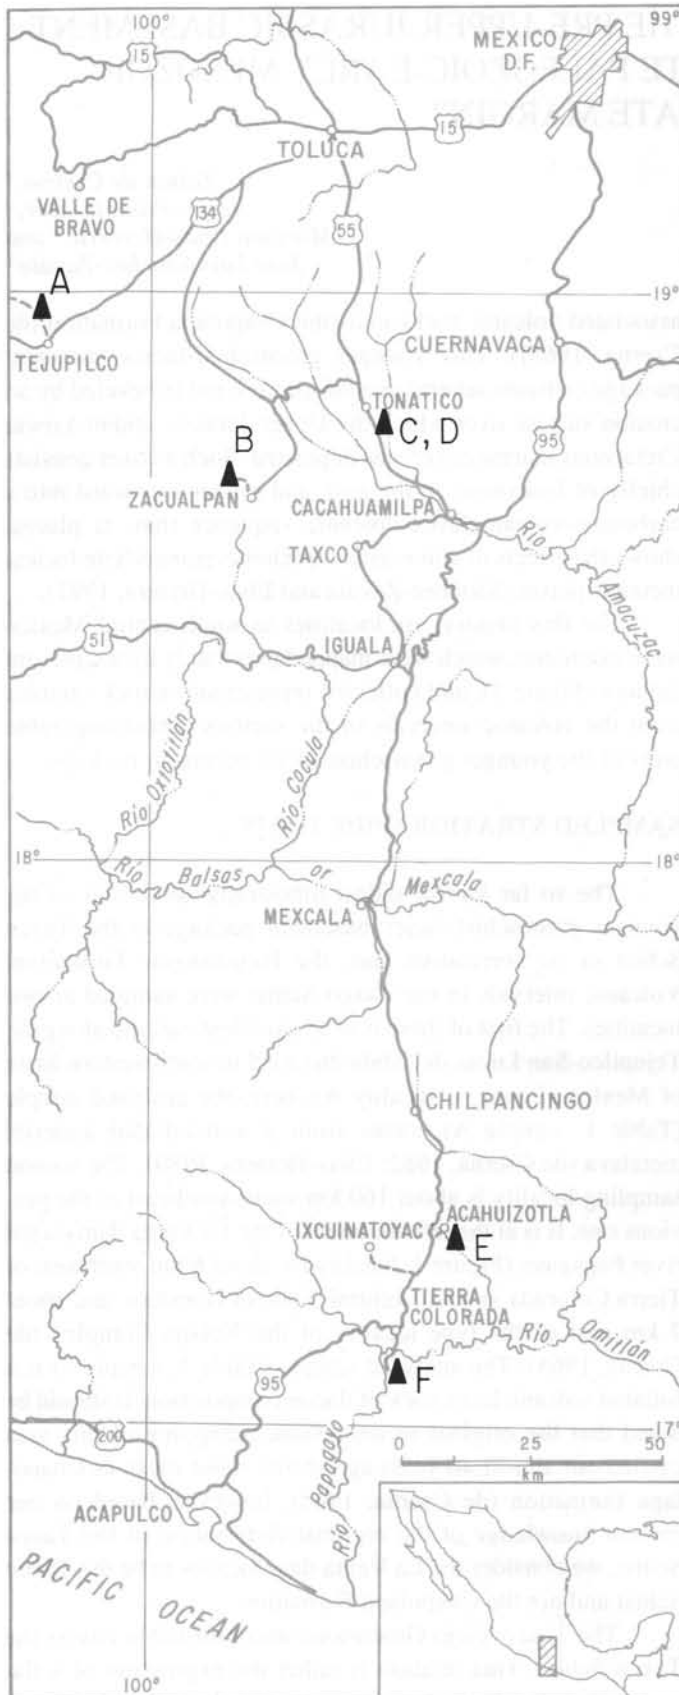 100°
99°
MEXICO
D.F.
15
15
TOLUCA
VALLE DE
BRAVO
134
55
A
19°
TEJUPILCO
CUERNAVACA
TONATICO
C, D
B
95
ZACUALPAN
CACAHUAMILPA
TAXCO
Río
Amacuzac
51
IGUALA
Río Oxpotitlán
Río Cocula
18°
18°
Río Balsas or Mexcala
MEXCALA
CHILPANCINGO
ACAHUIZOTLA
IXCUINATOYAC
E
TIERRA
COLORADA
Río Omitlán
F
95
17°
200
0 25 50
km
Río Papagayo
ACAPULCO
PACIFIC OCEAN
100°